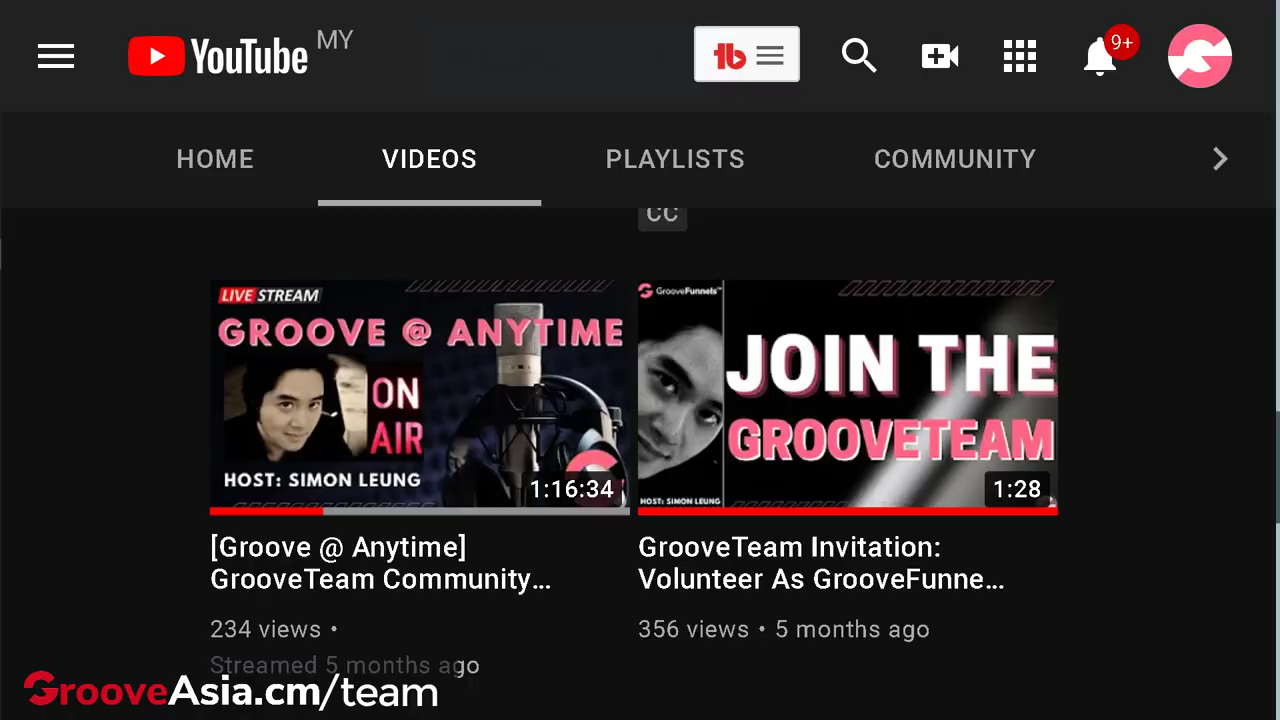 YouTube MY
9+
HOME VIDEOS PLAYLISTS COMMUNITY
CC
LIVE STREAM
GROOVE @ ANYTIME
ON
AIR
HOST: SIMON LEUNG
1:16:34
GrooveFunnels™
JOIN THE
GROOVETEAM
HOST: SIMON LEUNG
1:28
[Groove @ Anytime]
GrooveTeam Community...
234 views •
Streamed 5 months ago
GrooveTeam Invitation:
Volunteer As GrooveFunne...
356 views • 5 months ago
GrooveAsia.cm/team